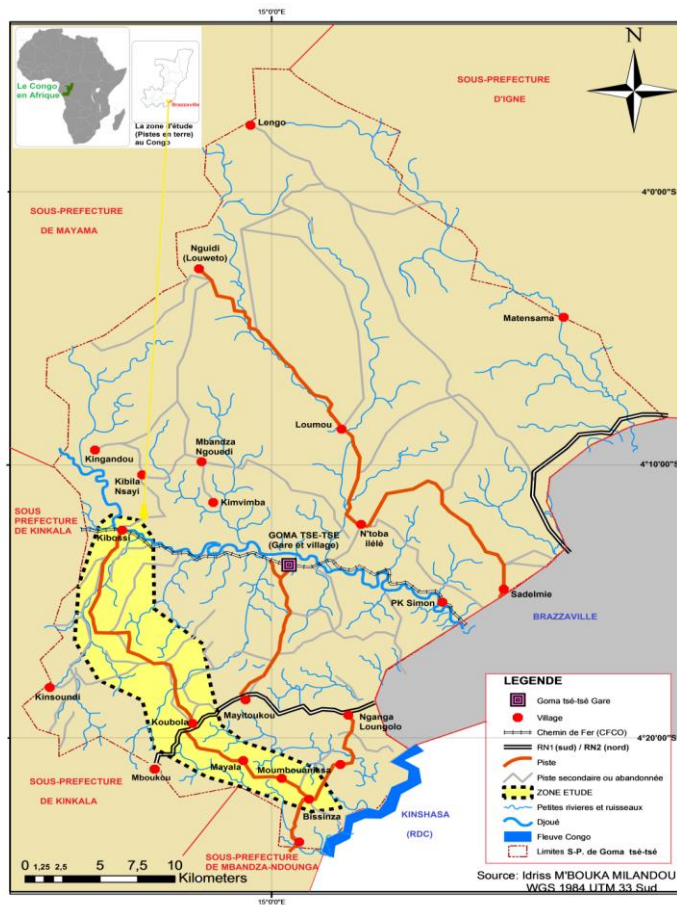 15°0'0"E
Le Congo
en Afrique
Brazzaville
La zone d'étude
(Pistes en terre)
au Congo
N
SOUS-PREFECTURE
D'IGNE
Lengo
4°0'0"S
SOUS-PREFECTURE
DE MAYAMA
Nguidi
(Louweto)
Matensama
Loumou
Kingandou
Mbandza
Ngouedi
4°10'0"S
Kibila
Nsayi
Kimvimba
SOUS
PREFECTURE
DE KINKALA
Kibossi
GOMA TSE-TSE
(Gare et village)
N'toba
ilélé
PK Simon
Sadelmie
BRAZZAVILLE
Kinsoundi
Koubola
Mayitoukou
Nganga
Loungolo
4°20'0"S
Mboukou
Mayala
Moumbouanissa
Bissinza
SOUS-PREFECTURE
DE KINKALA
KINSHASA
(RDC)
SOUS-PREFECTURE
DE MBANDZA-NDOUNGA
LEGENDE
Goma tsé-tsé Gare
Village
Chemin de Fer (CFCO)
RN1 (sud) / RN2 (nord)
Piste
Piste secondaire ou abandonnée
ZONE ETUDE
Petites rivieres et ruisseaux
Djoué
Fleuve Congo
Limites S-P. de Goma tsé-tsé
0 1,25 2,5 5 7,5 10
Kilometers
Source: Idriss M'BOUKA MILANDOU
WGS 1984 UTM 33 Sud
15°0'0"E